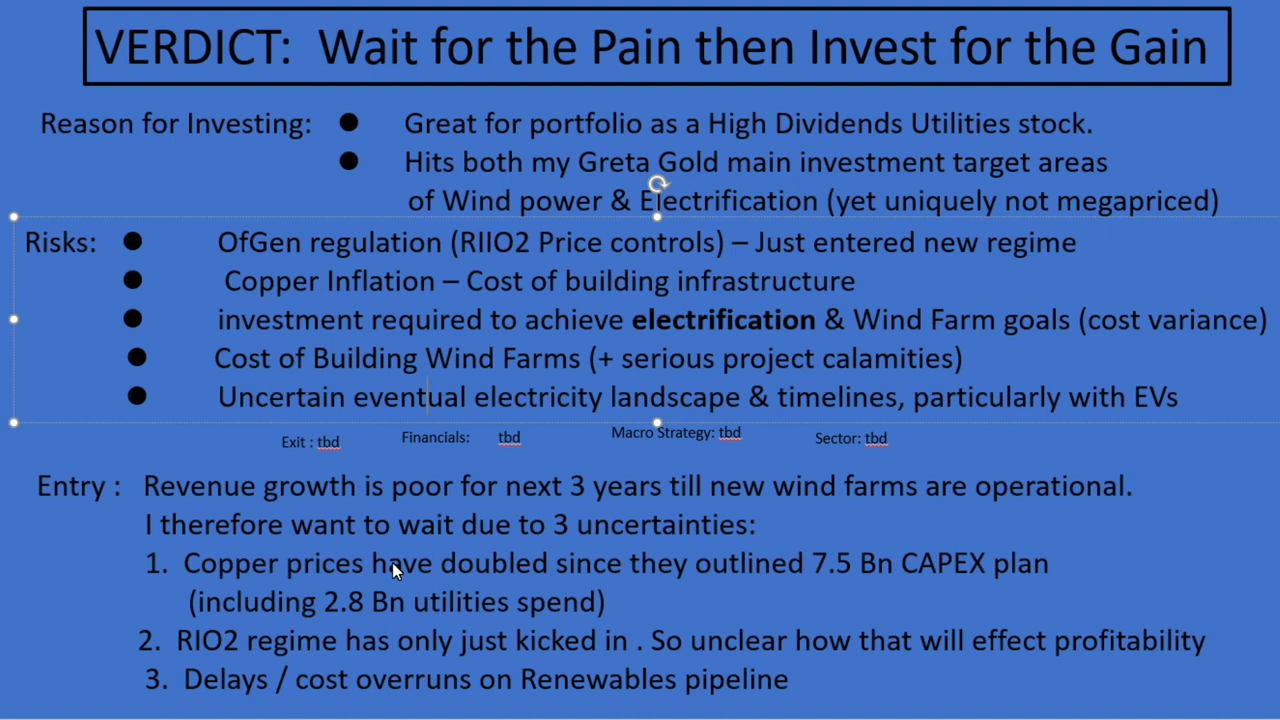 VERDICT: Wait for the Pain then Invest for the Gain
Reason for Investing: ● Great for portfolio as a High Dividends Utilities stock.
● Hits both my Greta Gold main investment target areas
of Wind power & Electrification (yet uniquely not megapriced)
Risks: ● OfGen regulation (RIIO2 Price controls) – Just entered new regime
● Copper Inflation – Cost of building infrastructure
● investment required to achieve electrification & Wind Farm goals (cost variance)
● Cost of Building Wind Farms (+ serious project calamities)
● Uncertain eventual electricity landscape & timelines, particularly with EVs
Exit : tbd Financials: tbd Macro Strategy: tbd Sector: tbd
Entry : Revenue growth is poor for next 3 years till new wind farms are operational.
I therefore want to wait due to 3 uncertainties:
1. Copper prices have doubled since they outlined 7.5 Bn CAPEX plan
(including 2.8 Bn utilities spend)
2. RIO2 regime has only just kicked in . So unclear how that will effect profitability
3. Delays / cost overruns on Renewables pipeline